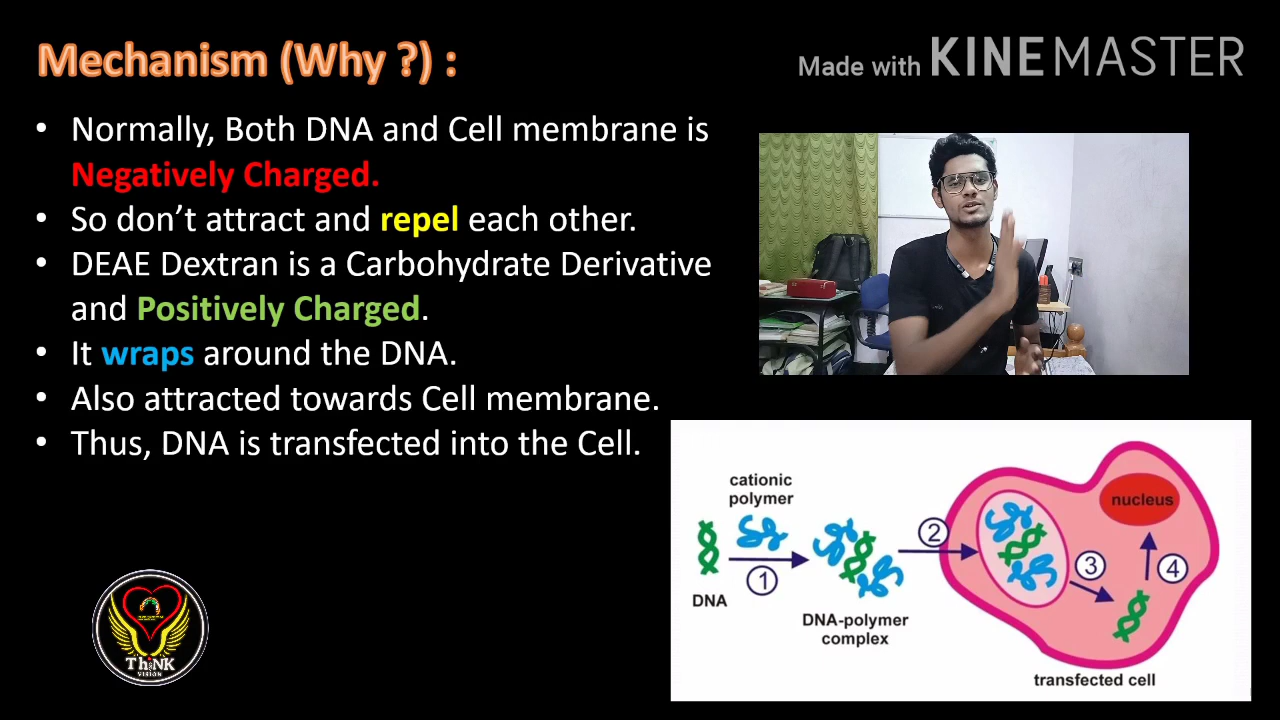 Mechanism (Why ?) :
Made with KINEMASTER
• Normally, Both DNA and Cell membrane is
Negatively Charged.
• So don’t attract and repel each other.
• DEAE Dextran is a Carbohydrate Derivative
and Positively Charged.
• It wraps around the DNA.
• Also attracted towards Cell membrane.
• Thus, DNA is transfected into the Cell.
cationic
polymer
nucleus
2
3
4
1
DNA
DNA-polymer
complex
transfected cell
ThiNK
VISION